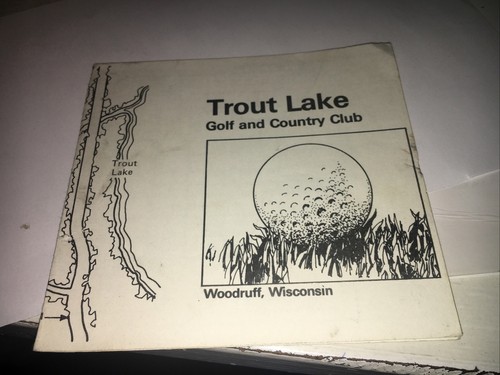 Trout Lake
Golf and Country Club
Trout
Lake
Woodruff, Wisconsin